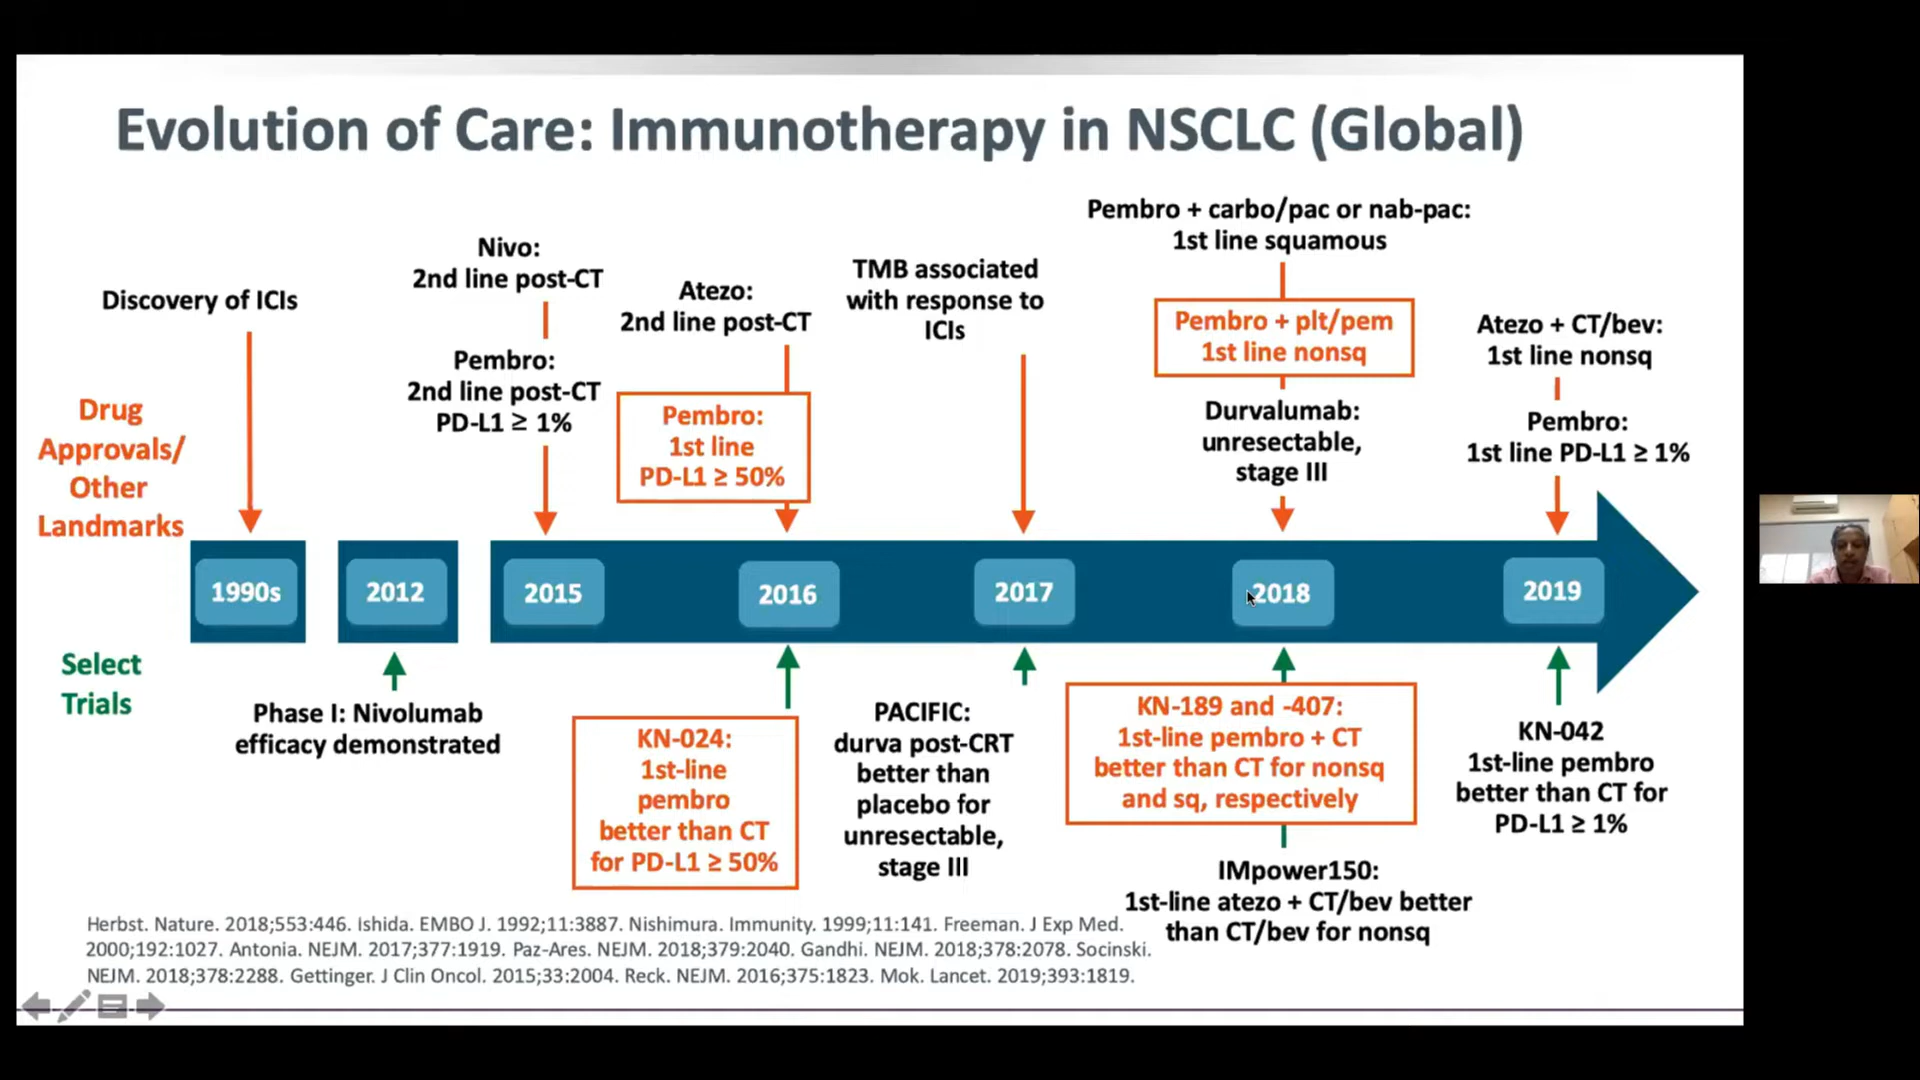 Evolution of Care: Immunotherapy in NSCLC (Global)
Drug
Approvals/
Other
Landmarks
Discovery of ICIs
Nivo:
2nd line post-CT
Pembro:
2nd line post-CT
PD-L1 ≥ 1%
Atezo:
2nd line post-CT
Pembro:
1st line
PD-L1 ≥ 50%
TMB associated
with response to
ICIs
Pembro + carbo/pac or nab-pac:
1st line squamous
Pembro + plt/pem
1st line nonsq
Durvalumab:
unresectable,
stage III
Atezo + CT/bev:
1st line nonsq
Pembro:
1st line PD-L1 ≥ 1%
1990s
2012
2015
2016
2017
2018
2019
Select
Trials
Phase I: Nivolumab
efficacy demonstrated
KN-024:
1st-line
pembro
better than CT
for PD-L1 ≥ 50%
PACIFIC:
durva post-CRT
better than
placebo for
unresectable,
stage III
KN-189 and -407:
1st-line pembro + CT
better than CT for nonsq
and sq, respectively
IMpower150:
1st-line atezo + CT/bev better
than CT/bev for nonsq
KN-042
1st-line pembro
better than CT for
PD-L1 ≥ 1%
Herbst. Nature. 2018;553:446. Ishida. EMBO J. 1992;11:3887. Nishimura. Immunity. 1999;11:141. Freeman. J Exp Med.
2000;192:1027. Antonia. NEJM. 2017;377:1919. Paz-Ares. NEJM. 2018;379:2040. Gandhi. NEJM. 2018;378:2078. Socinski.
NEJM. 2018;378:2288. Gettinger. J Clin Oncol. 2015;33:2004. Reck. NEJM. 2016;375:1823. Mok. Lancet. 2019;393:1819.